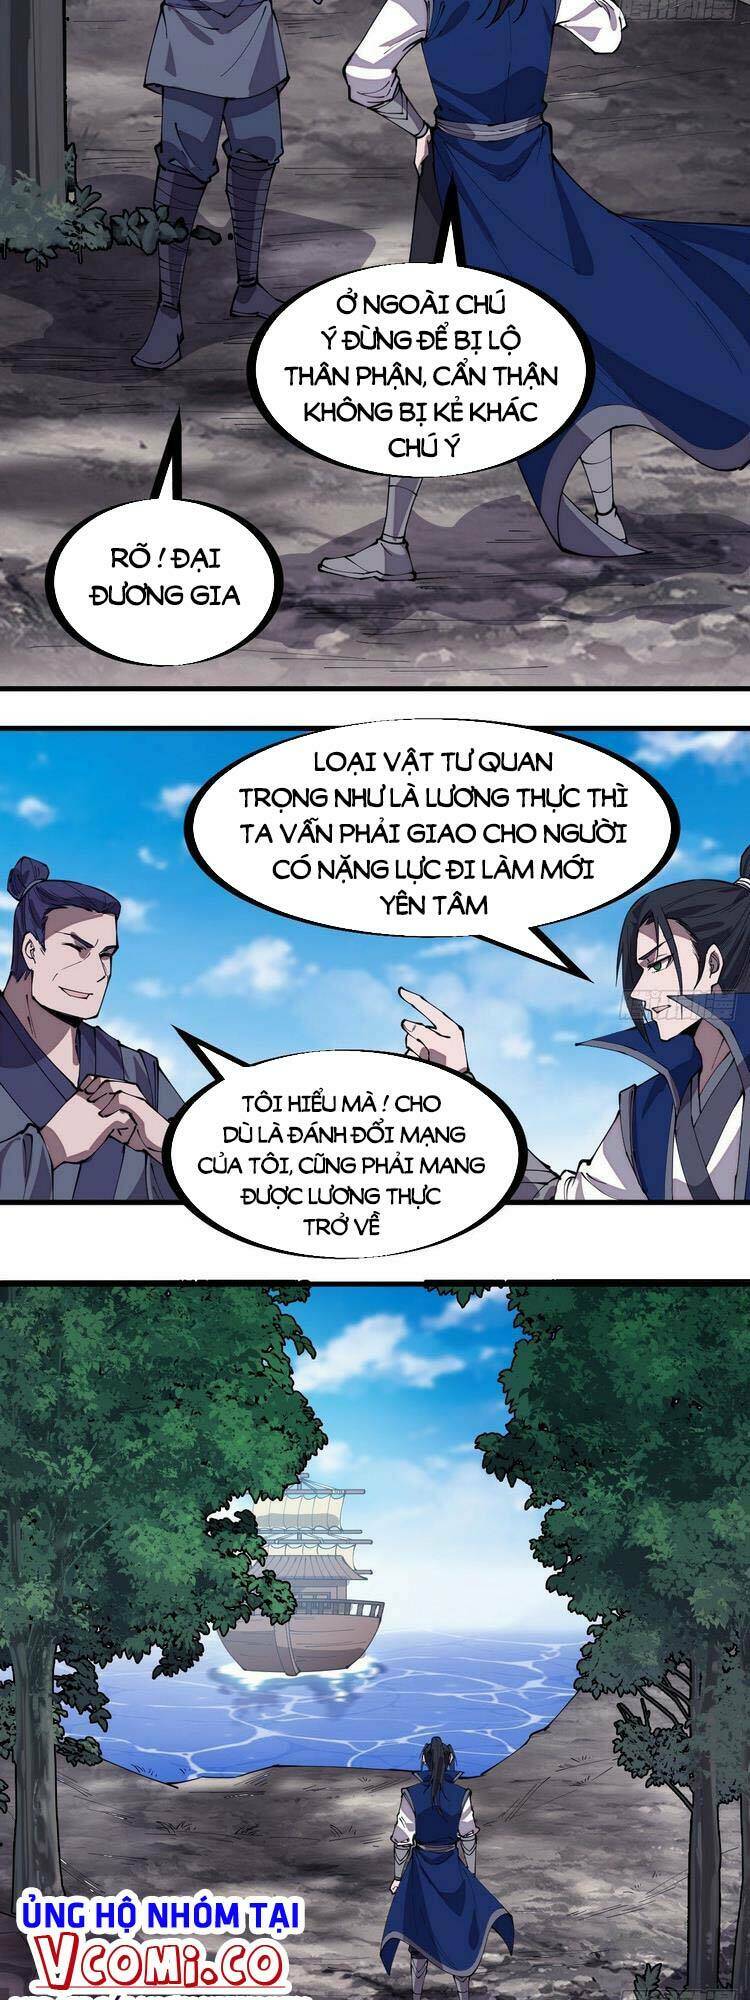 Ở NGOÀI CHÚ
Ý ĐỪNG ĐỂ BỊ LỘ
THÂN PHẬN, CẨN THẬN
KHÔNG BỊ KẺ KHÁC
CHÚ Ý
RÕ ! ĐẠI
ĐƯƠNG GIA
LOẠI VẬT TƯ QUAN
TRỌNG NHƯ LÀ LƯƠNG THỰC THÌ
TA VẪN PHẢI GIAO CHO NGƯỜI
CÓ NĂNG LỰC ĐI LÀM MỚI
YÊN TÂM
TÔI HIỂU MÀ ! CHO
DÙ LÀ ĐÁNH ĐỔI MẠNG
CỦA TÔI, CŨNG PHẢI MANG
ĐƯỢC LƯƠNG THỰC
TRỞ VỀ
ỦNG HỘ NHÓM TẠI
VCOMI.CO